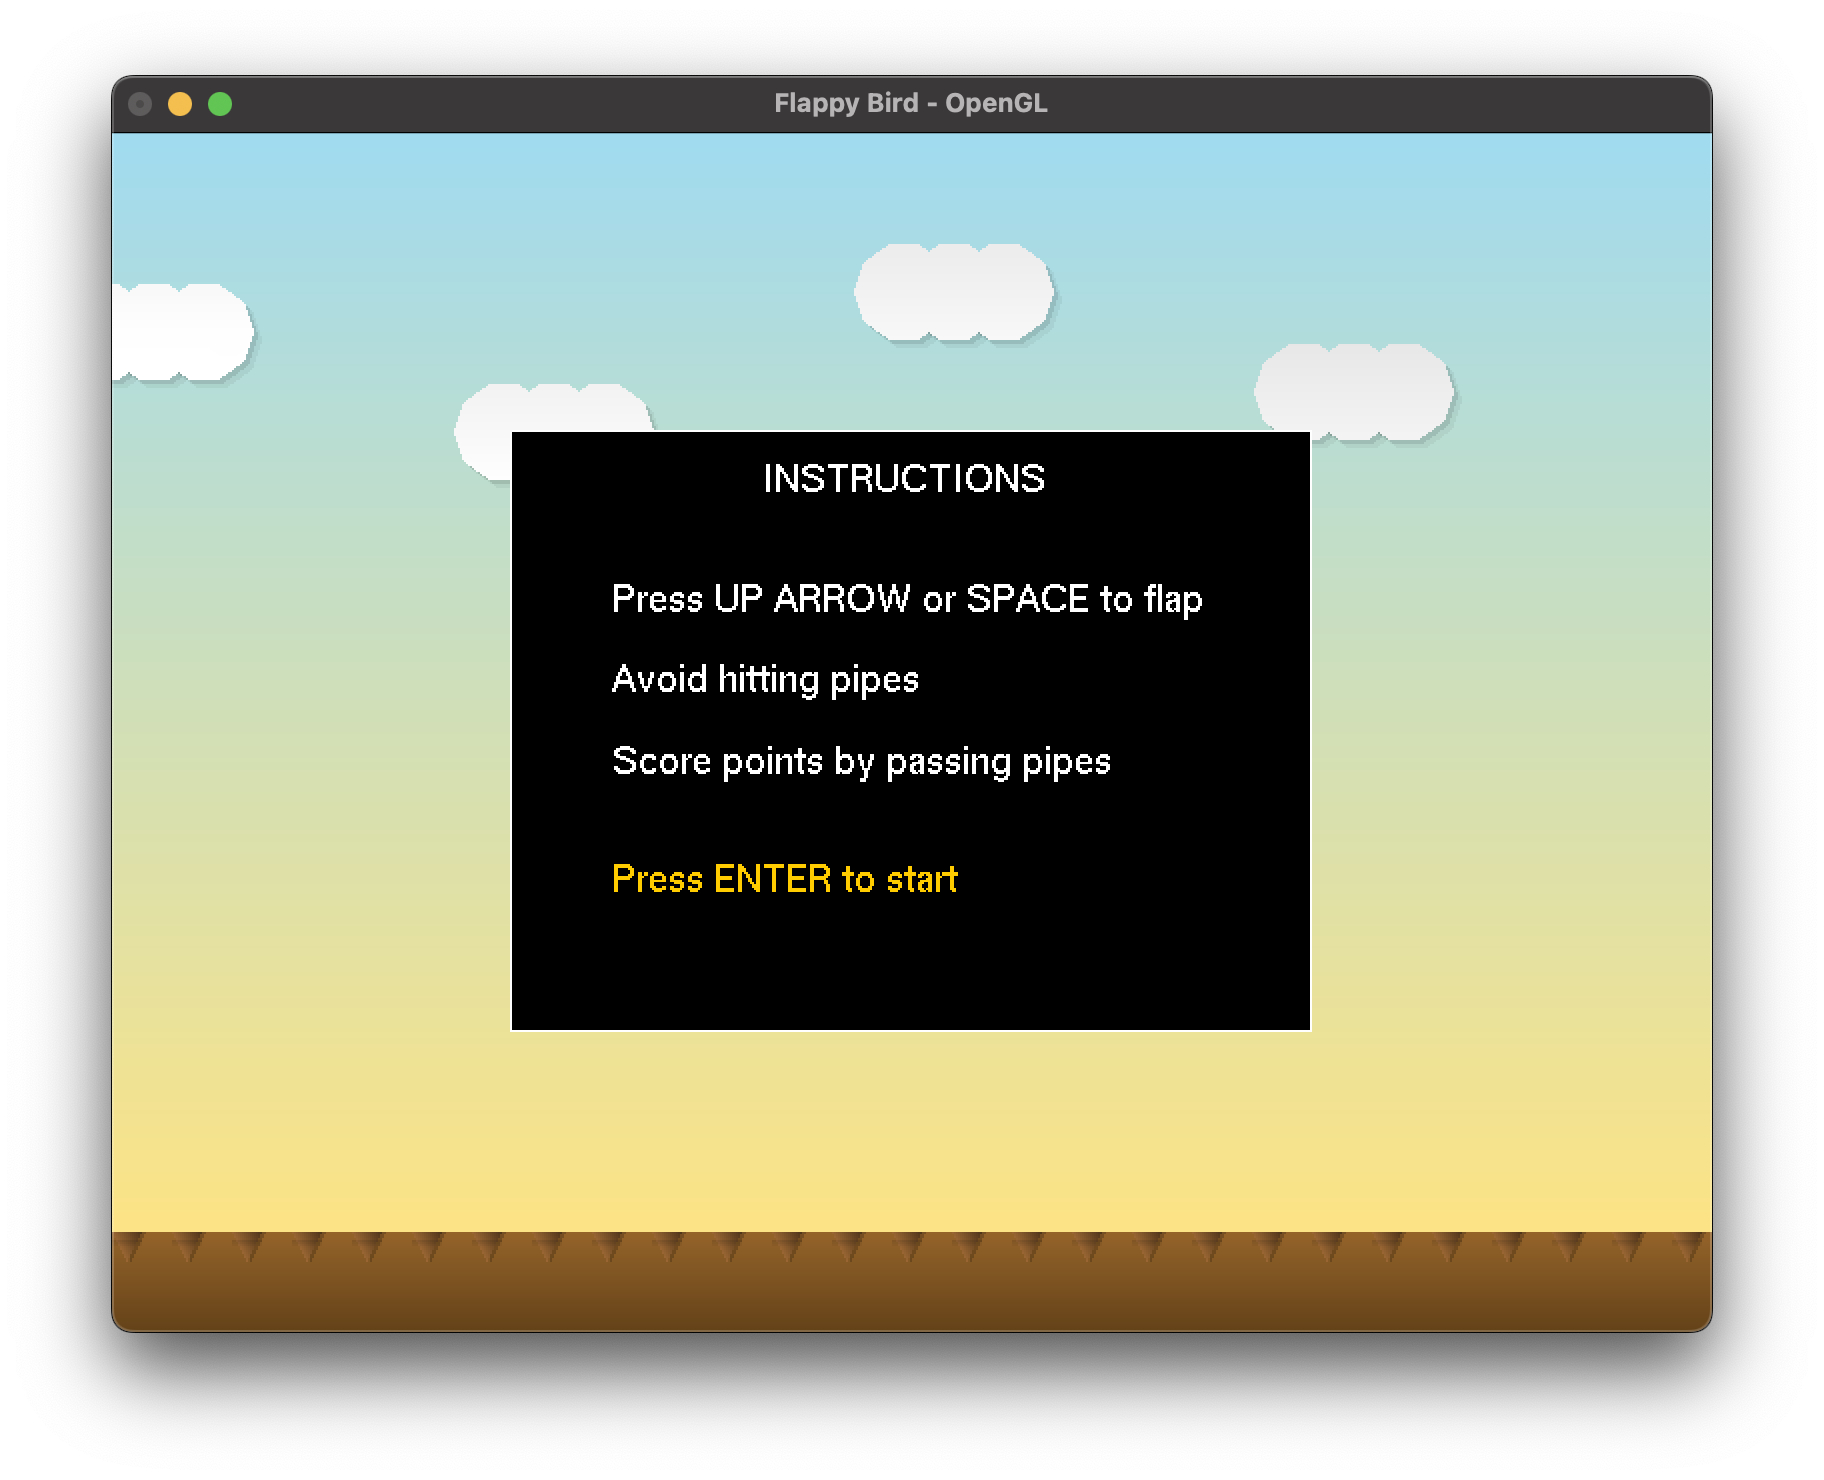 Flappy Bird - OpenGL
INSTRUCTIONS
Press UP ARROW or SPACE to flap
Avoid hitting pipes
Score points by passing pipes
Press ENTER to start